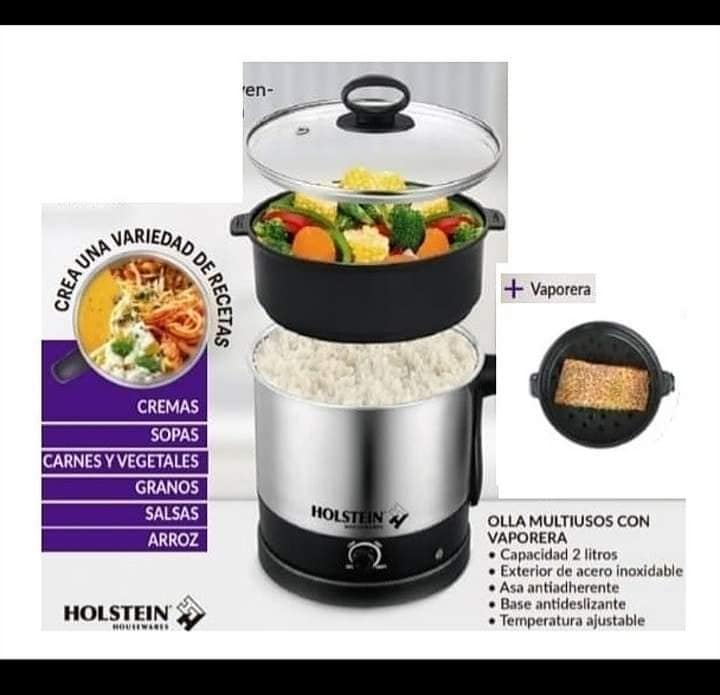 CREA UNA VARIEDAD DE RECETAS
+ Vaporera
CREMAS
SOPAS
CARNES Y VEGETALES
GRANOS
SALSAS
ARROZ
HOLSTEIN
HOUSEWARES
OLLA MULTIUSOS CON
VAPORERA
• Capacidad 2 litros
• Exterior de acero inoxidable
• Asa antiadherente
• Base antideslizante
• Temperatura ajustable
HOLSTEIN
HOUSEWARES